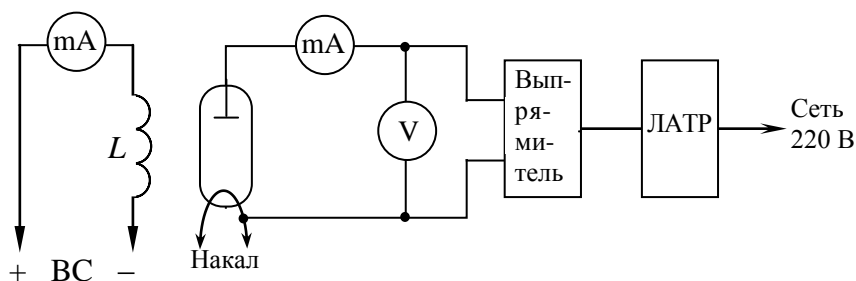 mA
mA
L
V
Вып-
ря-
ми-
тель
ЛАТР
Сеть
220 В
Накал
+ ВС –